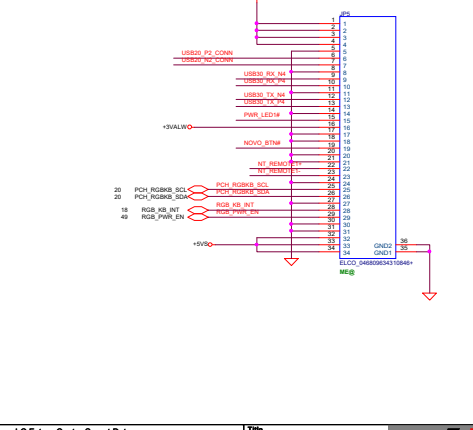 JP5
1 1
2 2
3 3
4 4
5 5
USB20_P2_CONN 6 6
USB20_N2_CONN 7 7
8 8
USB30_RX_N4 9 9
USB30_RX_P4 10 10
11 11
USB30_TX_N4 12 12
USB30_TX_P4 13 13
14 14
PWR_LED1# 15 15
+3VALW 16 16
17 17
18 18
NOVO_BTN# 19 19
20 20
21 21
NT_REMOTE1+ 22 22
NT_REMOTE1- 23 23
24 24
20 PCH_RGBKB_SCL PCH_RGBKB_SCL 25 25
20 PCH_RGBKB_SDA PCH_RGBKB_SDA 26 26
27 27
18 RGB_KB_INT RGB_KB_INT 28 28
49 RGB_PWR_EN RGB_PWR_EN 29 29
30 30
31 31
32 32
+5VS 33 33 GND2 36
34 34 GND1 35
ELCO_046809634310846+
ME@
Title